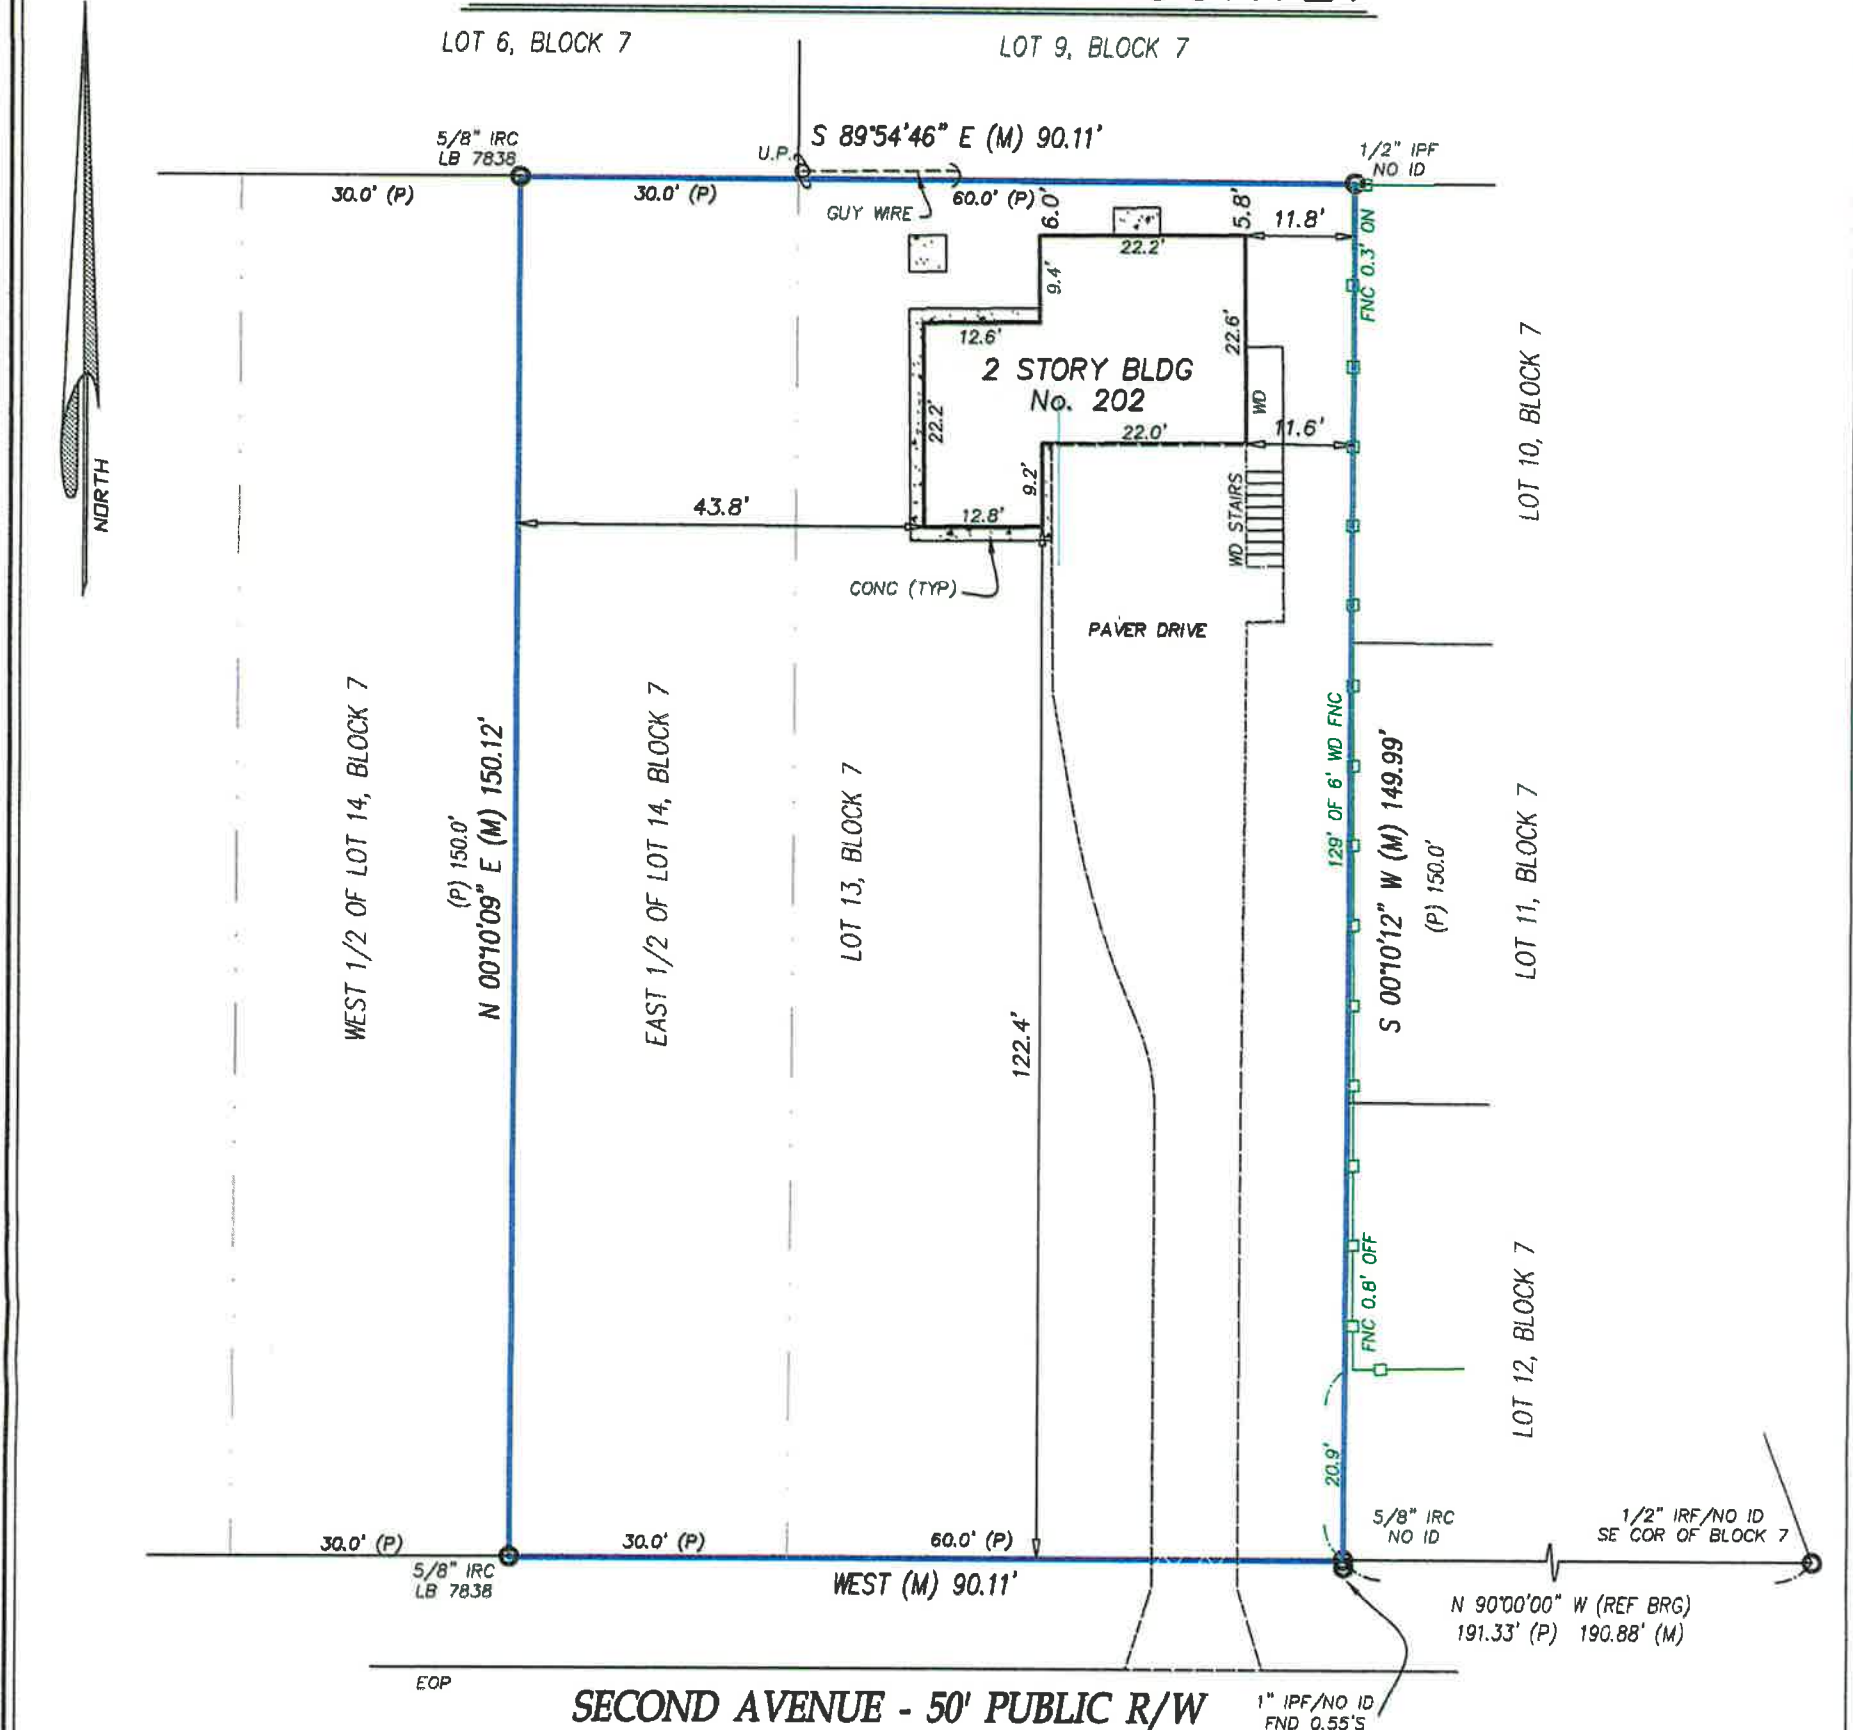 LOT 6, BLOCK 7
LOT 9, BLOCK 7
S 89°54'46" E (M) 90.11'
5/8" IRC
LB 7838
U.P.
1/2" IPF
NO ID
30.0' (P)
30.0' (P)
60.0' (P)
GUY WIRE
6.0'
5.8'
11.8'
22.2'
9.4'
FNC 0.3' ON
12.6'
22.6'
2 STORY BLDG
No. 202
WD
22.2'
22.0'
11.6'
9.2'
NORTH
43.8'
12.8'
WD STAIRS
CONC (TYP)
PAVER DRIVE
LOT 10, BLOCK 7
WEST 1/2 OF LOT 14, BLOCK 7
(P) 150.0'
N 00°10'09" E (M) 150.12'
EAST 1/2 OF LOT 14, BLOCK 7
LOT 13, BLOCK 7
122.4'
129' OF 6' WD FNC
S 00°10'12" W (M) 149.99'
(P) 150.0'
LOT 11, BLOCK 7
FNC 0.8' OFF
LOT 12, BLOCK 7
20.9'
30.0' (P)
30.0' (P)
60.0' (P)
5/8" IRC
LB 7838
WEST (M) 90.11'
5/8" IRC
NO ID
1/2" IRF/NO ID
SE COR OF BLOCK 7
N 90°00'00" W (REF BRG)
191.33' (P) 190.88' (M)
EOP
SECOND AVENUE - 50' PUBLIC R/W
1" IPF/NO ID
FND 0.55'S